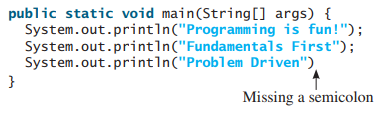 public static void main(String[] args) {
  System.out.println("Programming is fun!");
  System.out.println("Fundamentals First");
  System.out.println("Problem Driven")
}
Missing a semicolon